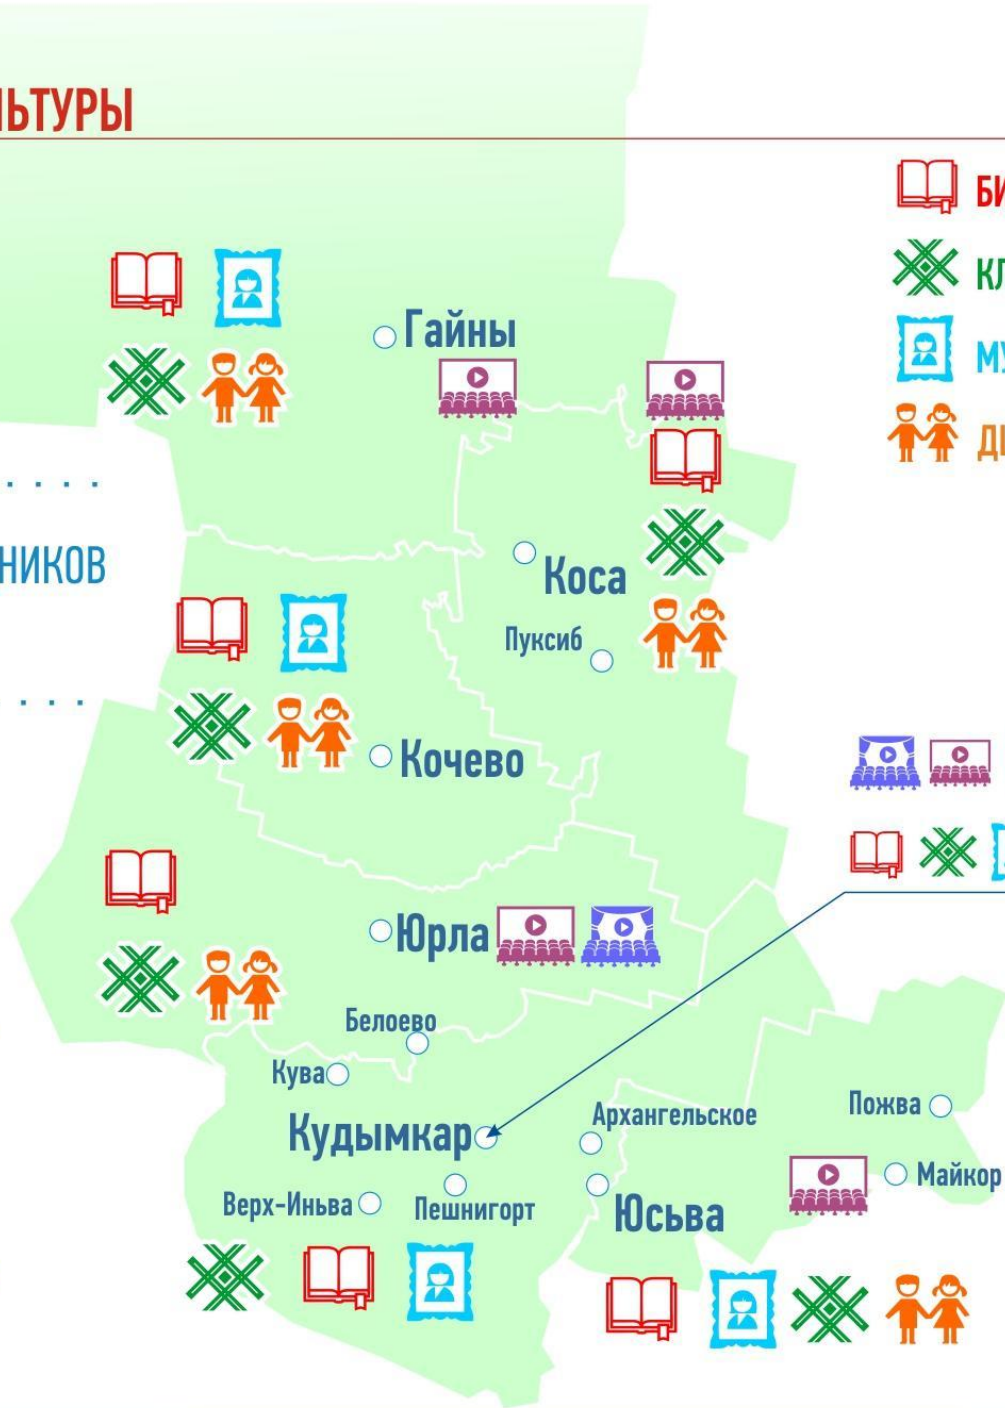 ЛЬТУРЫ
БИ
КЛ
МУ
ДЕ
Гайны
НИКОВ
Коса
Пуксиб
Кочево
Юрла
Белоево
Кува
Кудымкар
Архангельское
Пожва
Майкор
Верх-Иньва
Пешнигорт
Юсьва